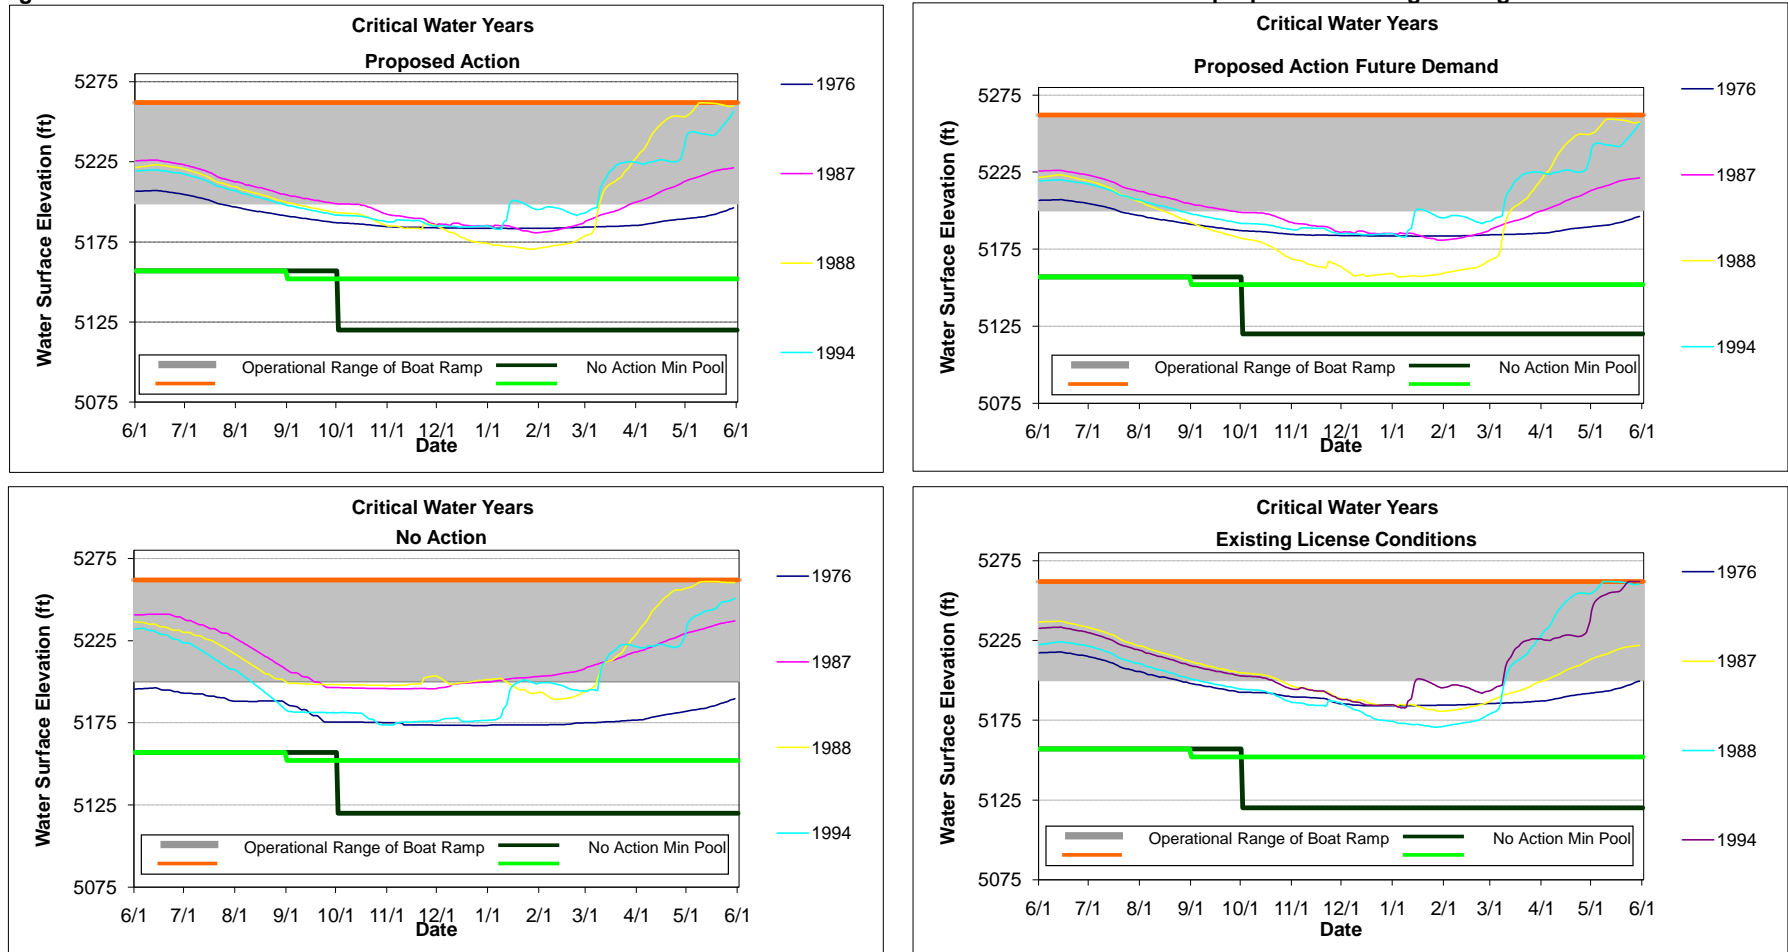 Critical Water Years
Proposed Action
Water Surface Elevation (ft)
5275
5225
5175
5125
5075
6/1 7/1 8/1 9/1 10/1 11/1 12/1 1/1 2/1 3/1 4/1 5/1 6/1
Date
Operational Range of Boat Ramp No Action Min Pool
1976
1987
1988
1994
Critical Water Years
Proposed Action Future Demand
Water Surface Elevation (ft)
5275
5225
5175
5125
5075
6/1 7/1 8/1 9/1 10/1 11/1 12/1 1/1 2/1 3/1 4/1 5/1 6/1
Date
Operational Range of Boat Ramp No Action Min Pool
1976
1987
1988
1994
Critical Water Years
No Action
Water Surface Elevation (ft)
5275
5225
5175
5125
5075
6/1 7/1 8/1 9/1 10/1 11/1 12/1 1/1 2/1 3/1 4/1 5/1 6/1
Date
Operational Range of Boat Ramp No Action Min Pool
1976
1987
1988
1994
Critical Water Years
Existing License Conditions
Water Surface Elevation (ft)
5275
5225
5175
5125
5075
6/1 7/1 8/1 9/1 10/1 11/1 12/1 1/1 2/1 3/1 4/1 5/1 6/1
Date
Operational Range of Boat Ramp No Action Min Pool
1976
1987
1988
1994